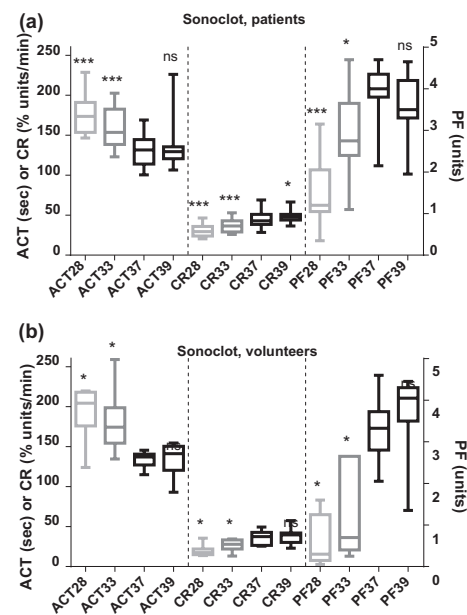 (a)
Sonoclot, patients
ACT (sec) or CR (% units/min)
250
200
150
100
50
0
***
***
ns
***
***
*
***
*
ns
5
4
3
2
1
0
PF (units)
ACT28
ACT33
ACT37
ACT39
CR28
CR33
CR37
CR39
PF28
PF33
PF37
PF39
(b)
Sonoclot, volunteers
ACT (sec) or CR (% units/min)
250
200
150
100
50
0
*
*
ns
*
*
ns
*
*
ns
5
4
3
2
1
0
PF (units)
ACT28
ACT33
ACT37
ACT39
CR28
CR33
CR37
CR39
PF28
PF33
PF37
PF39